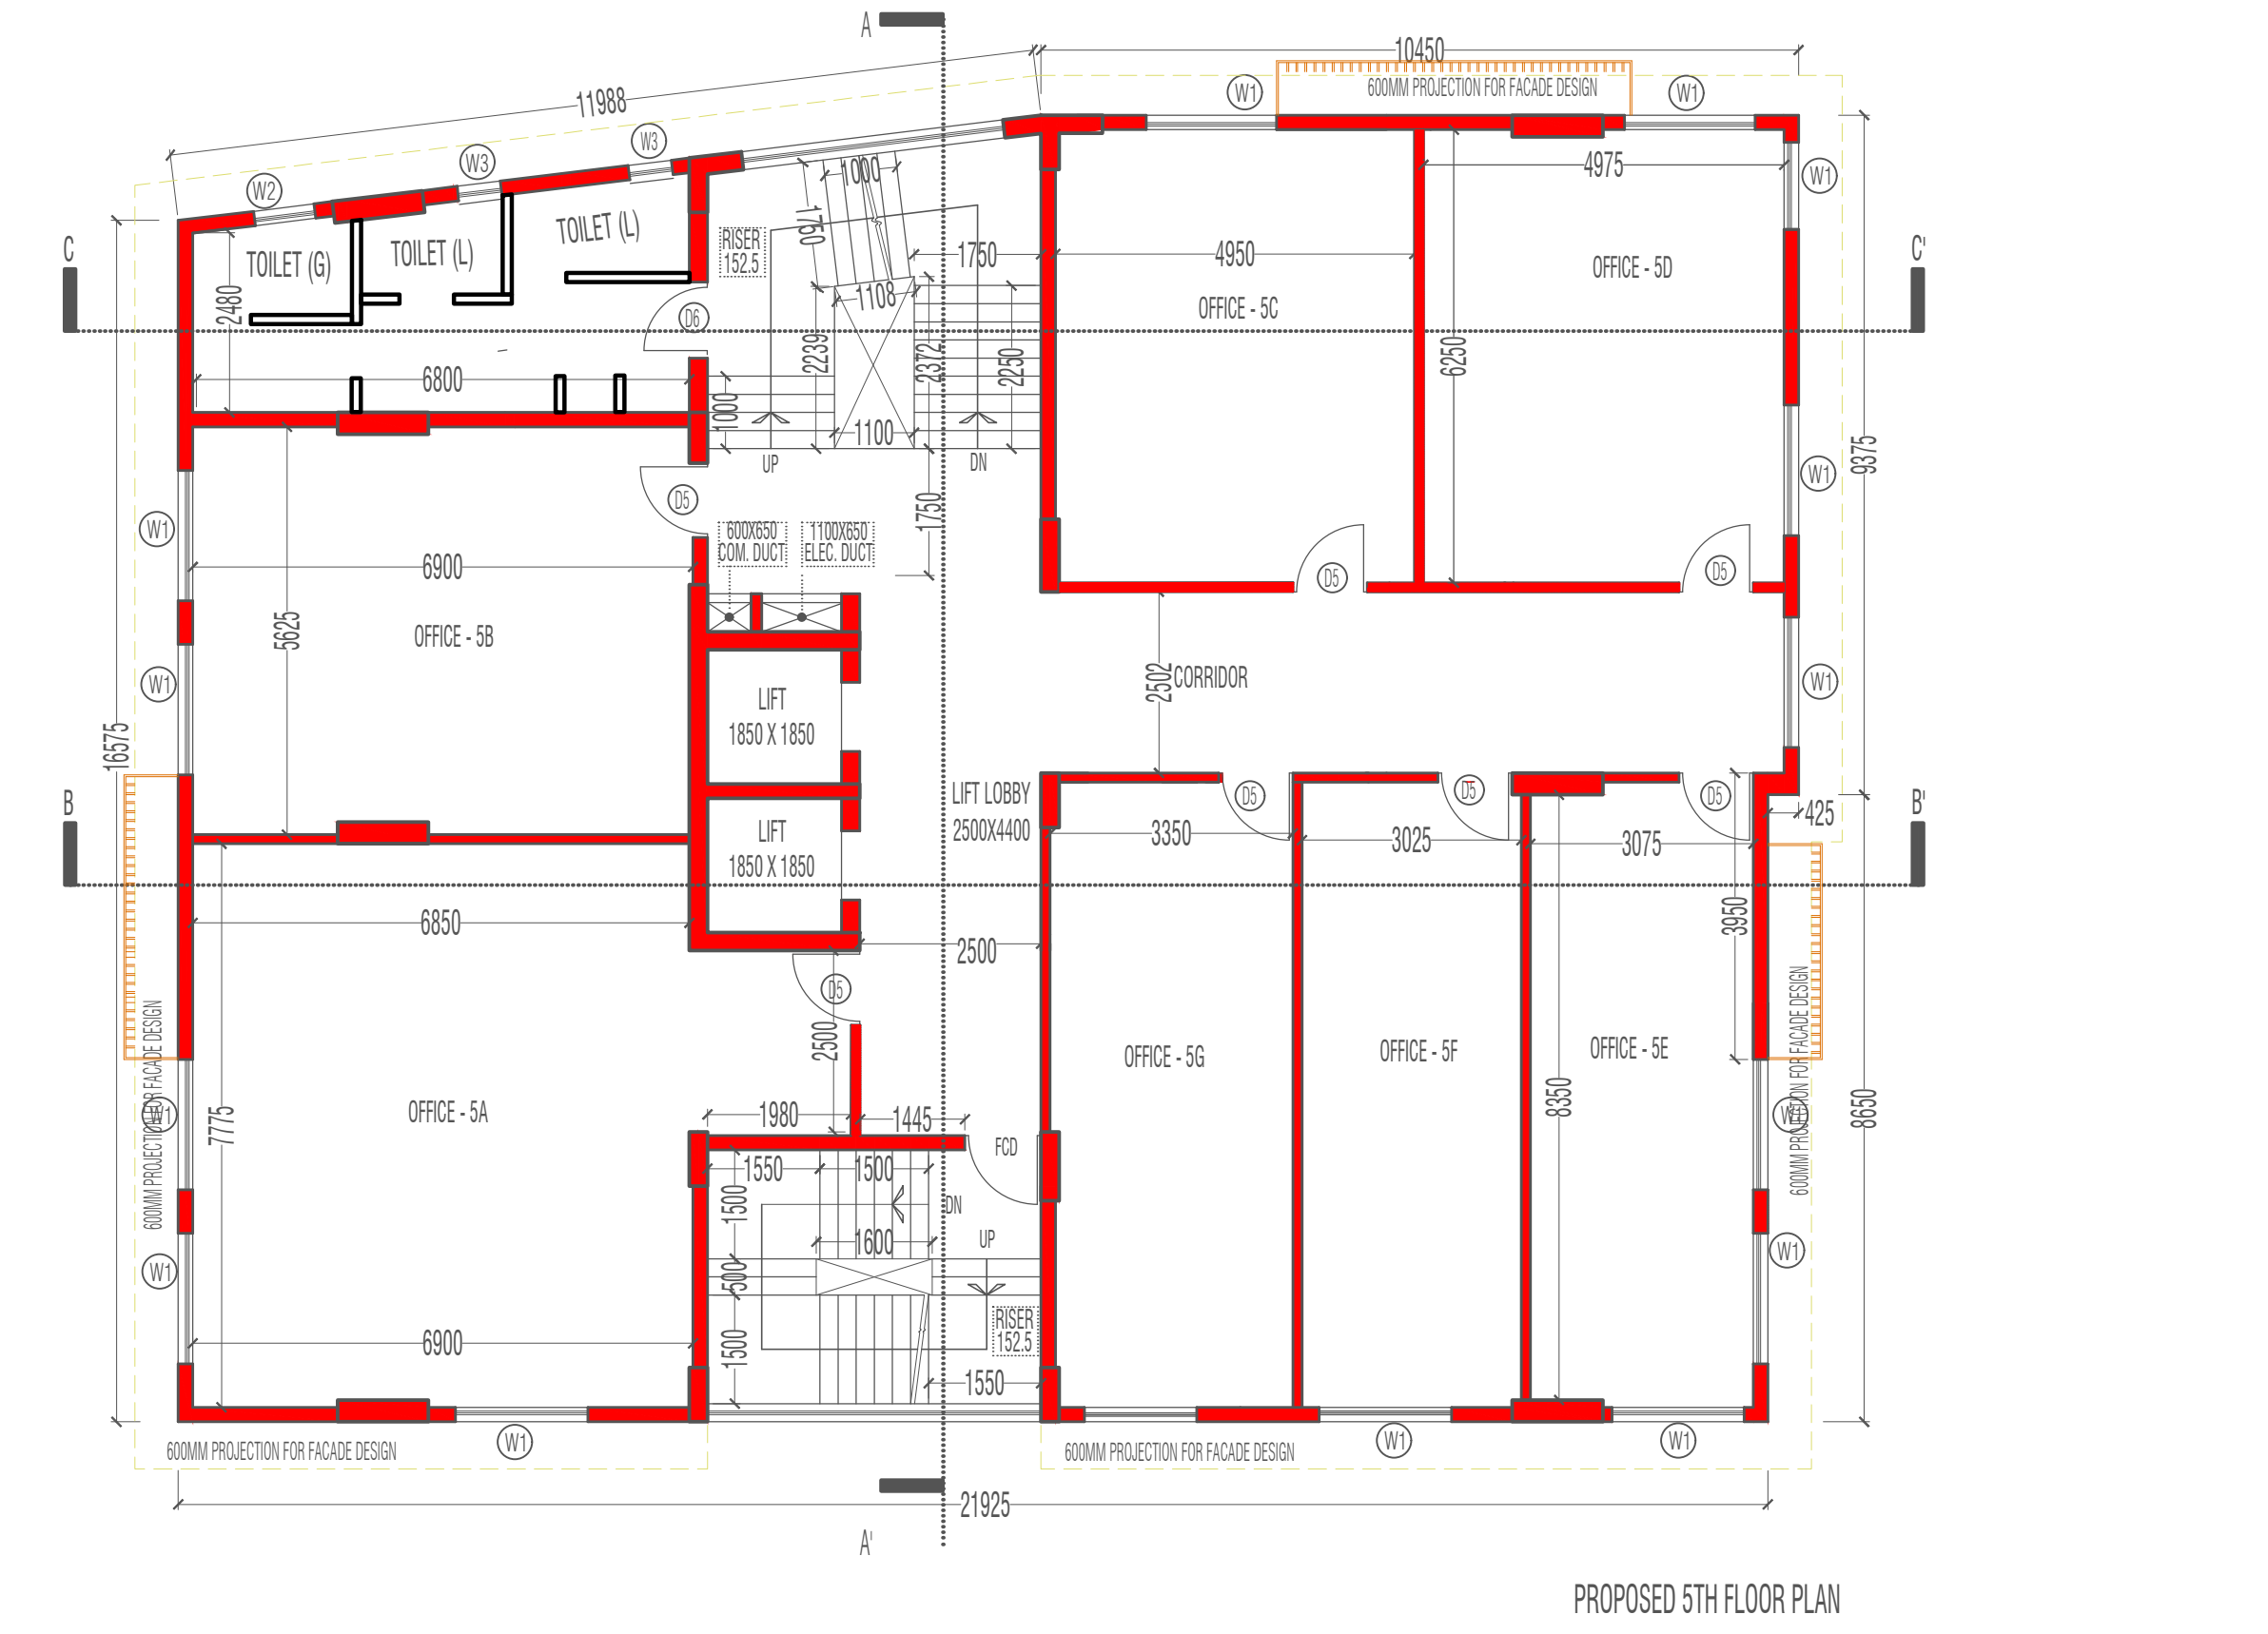 A
10450
600MM PROJECTION FOR FACADE DESIGN
W1
W1
11988
W3
W3
W2
4975
W1
1000
1750
TOILET (G)
TOILET (L)
TOILET (L)
RISER
152.5
1750
4950
OFFICE - 5D
C
C'
2480
1108
OFFICE - 5C
D6
2239
2372
2250
6250
6800
1000
1100
UP
DN
9375
W1
D5
1750
W1
600X650
COM. DUCT
1100X650
ELEC. DUCT
6900
D5
D5
5625
OFFICE - 5B
W1
LIFT
1850 X 1850
2502
CORRIDOR
W1
16575
B
B'
LIFT LOBBY
2500X4400
D5
D5
D5
425
LIFT
1850 X 1850
3350
3025
3075
6850
2500
3950
D5
2500
OFFICE - 5G
OFFICE - 5F
OFFICE - 5E
600MM PROJECTION FOR FACADE DESIGN
W1
7775
OFFICE - 5A
1980
1445
8350
W1
600MM PROJECTION FOR FACADE DESIGN
8650
FCD
1550
1500
1500
DN
1600
UP
W1
W1
500
RISER
152.5
6900
1500
1550
600MM PROJECTION FOR FACADE DESIGN
W1
600MM PROJECTION FOR FACADE DESIGN
W1
W1
21925
A'
PROPOSED 5TH FLOOR PLAN